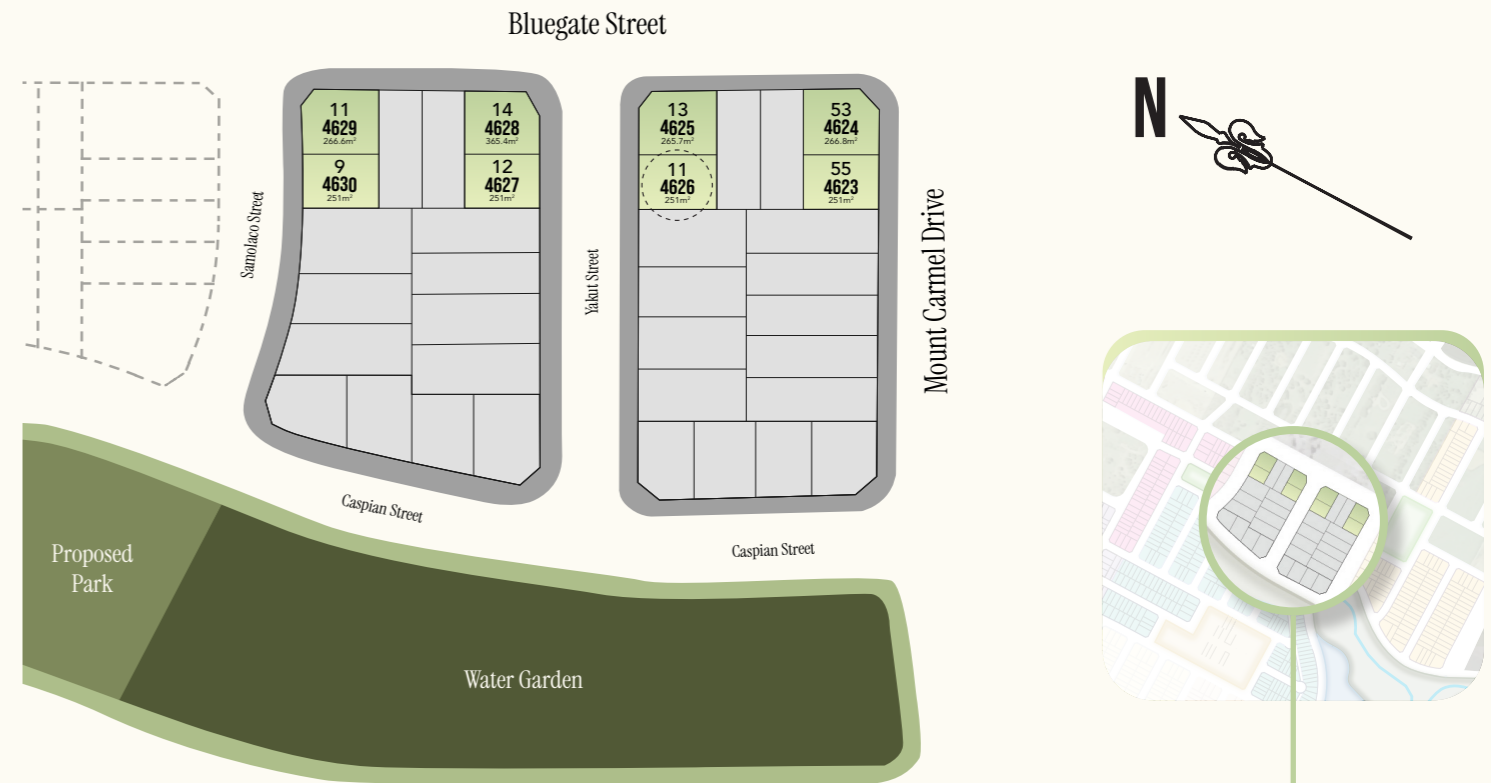 Bluegate Street
11
4629
266.6m²
9
4630
251m²
14
4628
365.4m²
12
4627
251m²
13
4625
265.7m²
11
4626
251m²
53
4624
266.8m²
55
4623
251m²
Samolaco Street
Yakut Street
Mount Carmel Drive
N
Caspian Street
Caspian Street
Proposed
Park
Water Garden